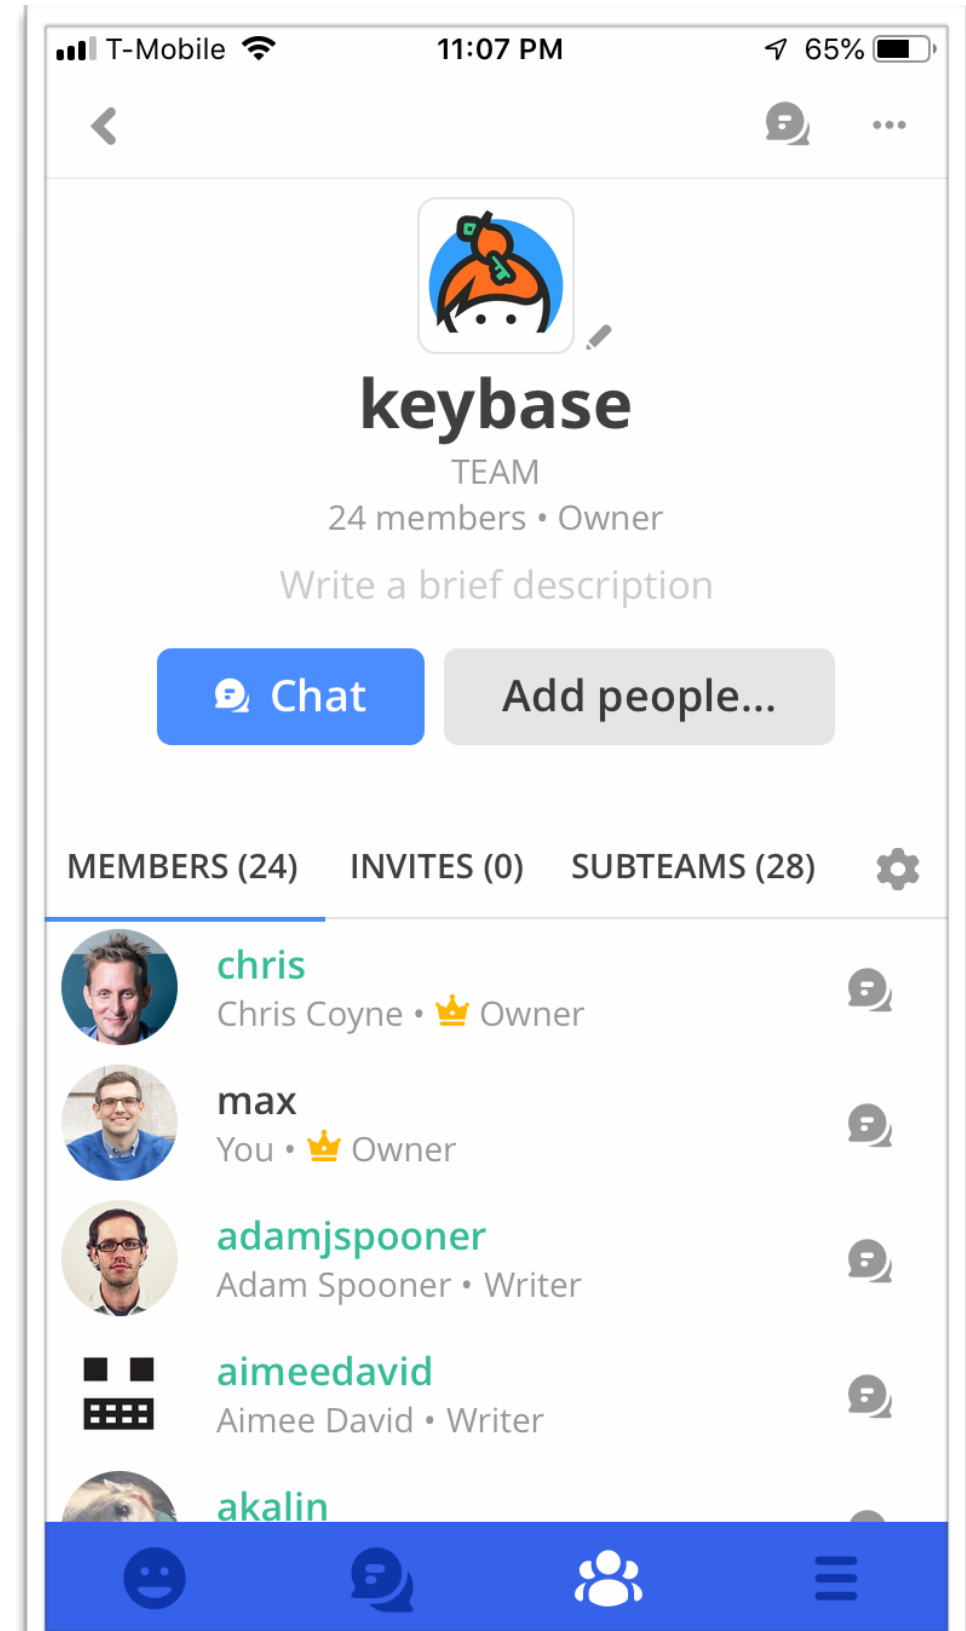 T-Mobile 11:07 PM 65%
keybase
TEAM
24 members • Owner
Write a brief description
Chat Add people...
MEMBERS (24) INVITES (0) SUBTEAMS (28)
chris
Chris Coyne • Owner
max
You • Owner
adamjspooner
Adam Spooner • Writer
aimeedavid
Aimee David • Writer
akalin